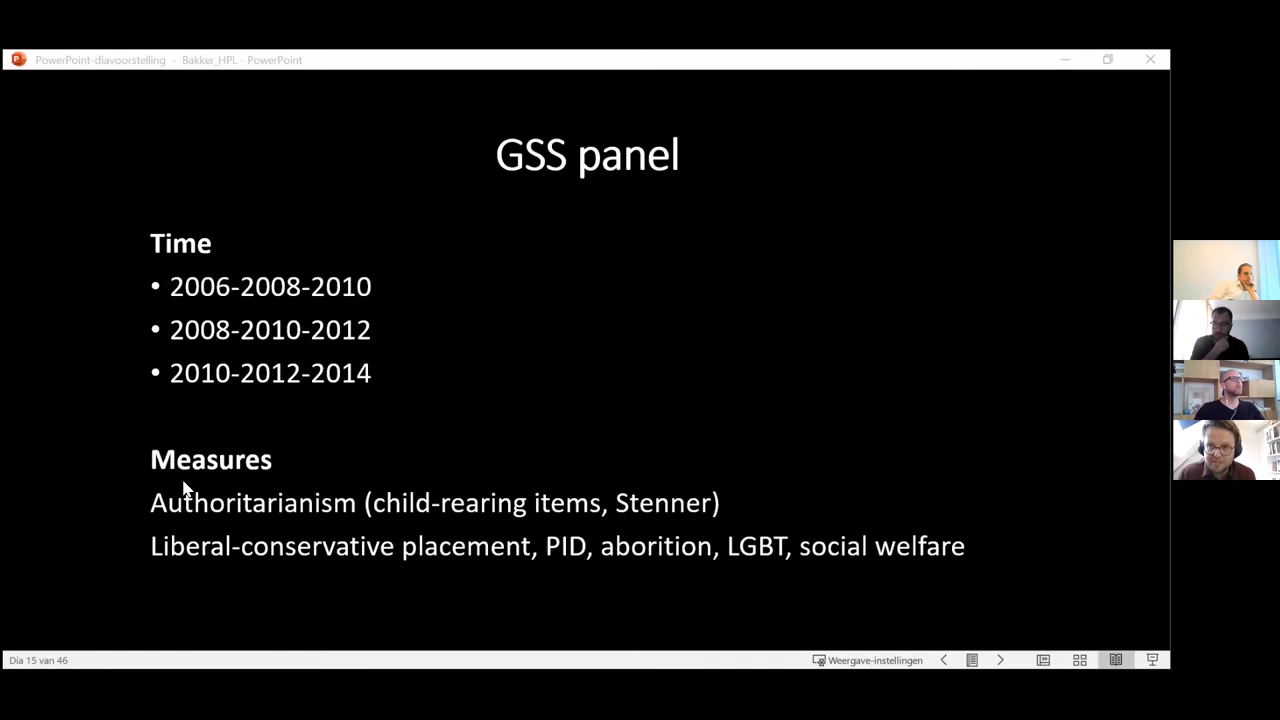 PowerPoint-diavoorstelling - Bakker_HPL - PowerPoint
GSS panel
Time
• 2006-2008-2010
• 2008-2010-2012
• 2010-2012-2014
Measures
Authoritarianism (child-rearing items, Stenner)
Liberal-conservative placement, PID, aborition, LGBT, social welfare
Dia 15 van 46
Weergave-instellingen